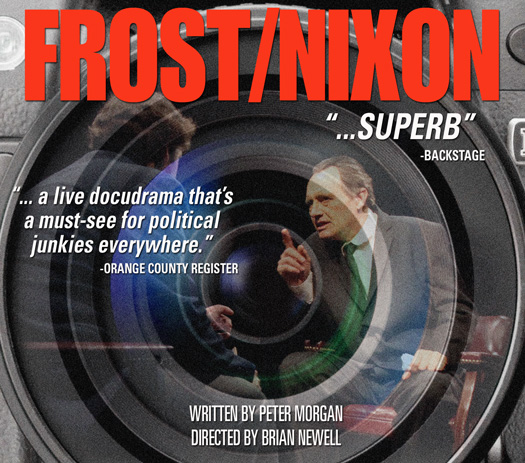 FROST/NIXON
“...SUPERB”
-BACKSTAGE
“... a live docudrama that's
a must-see for political
junkies everywhere.”
-ORANGE COUNTY REGISTER
WRITTEN BY PETER MORGAN
DIRECTED BY BRIAN NEWELL